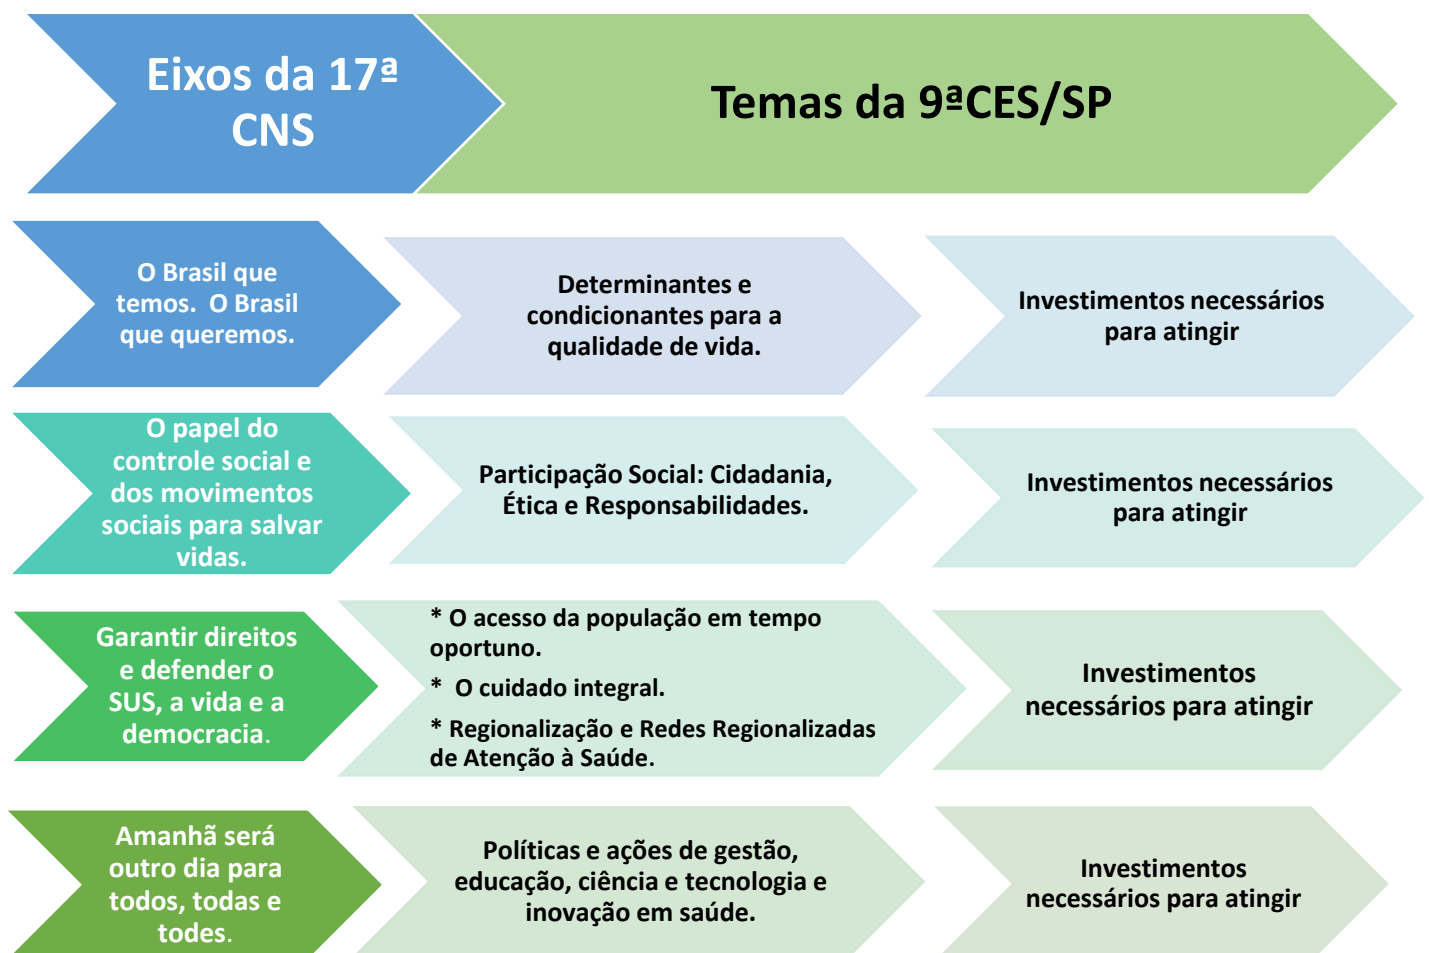 Eixos da 17ª
CNS
Temas da 9ªCES/SP
O Brasil que
temos.  O Brasil
que queremos.
Determinantes e
condicionantes para a
qualidade de vida.
Investimentos necessários
para atingir
O papel do
controle social e
dos movimentos
sociais para salvar
vidas.
Participação Social: Cidadania,
Ética e Responsabilidades.
Investimentos necessários
para atingir
Garantir direitos
e defender o
SUS, a vida e a
democracia.
* O acesso da população em tempo
oportuno.
*  O cuidado integral.
* Regionalização e Redes Regionalizadas
de Atenção à Saúde.
Investimentos
necessários para atingir
Amanhã será
outro dia para
todos, todas e
todes.
Políticas e ações de gestão,
educação, ciência e tecnologia e
inovação em saúde.
Investimentos
necessários para atingir